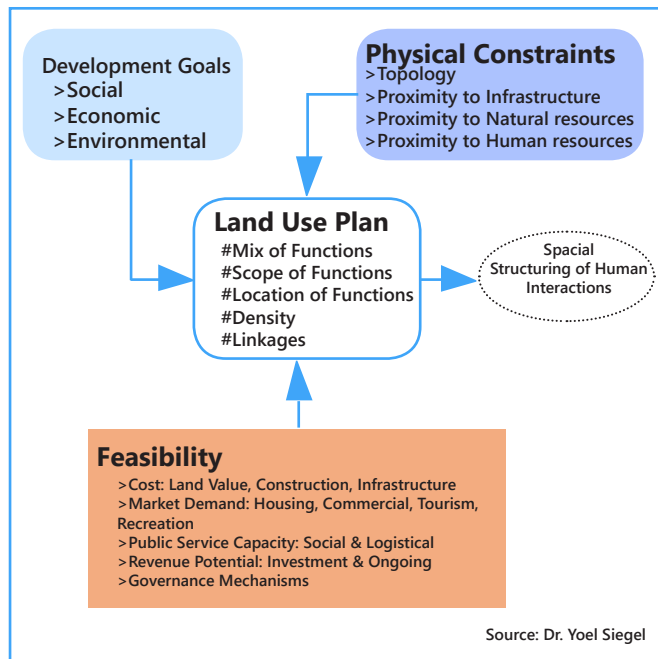 Development Goals
>Social
>Economic
>Environmental
Physical Constraints
>Topology
>Proximity to Infrastructure
>Proximity to Natural resources
>Proximity to Human resources
Land Use Plan
#Mix of Functions
#Scope of Functions
#Location of Functions
#Density
#Linkages
Spacial
Structuring of Human
Interactions
Feasibility
>Cost: Land Value, Construction, Infrastructure
>Market Demand: Housing, Commercial, Tourism,
Recreation
>Public Service Capacity: Social & Logistical
>Revenue Potential: Investment & Ongoing
>Governance Mechanisms
Source: Dr. Yoel Siegel